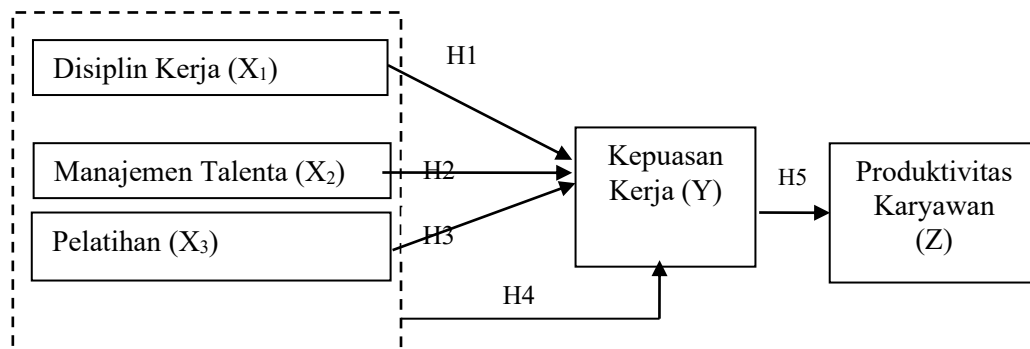 Disiplin Kerja (X₁)
H1
Manajemen Talenta (X₂)
H2
Pelatihan (X₃)
H3
H4
Kepuasan
Kerja (Y)
H5
Produktivitas
Karyawan
(Z)